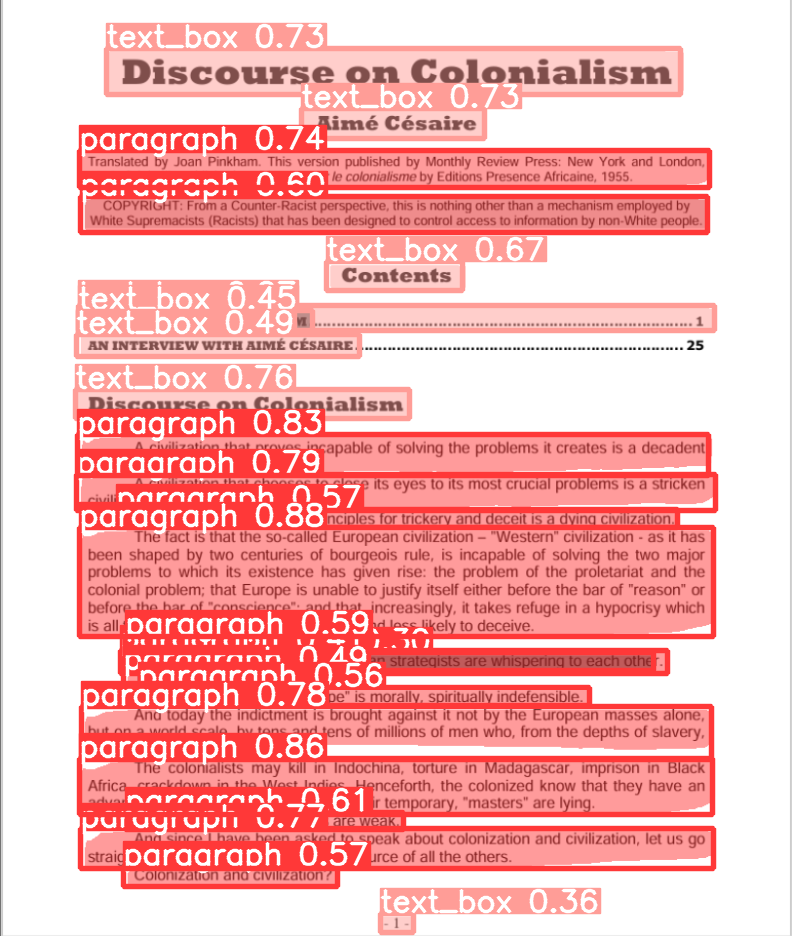 text_box 0.73
Discourse on Colonialism
text_box 0.73
Aimé Césaire
paragraph 0.74
Translated by Joan Pinkham. This version published by Monthly Review Press: New York and London,
paragraph 0.60
le colonialisme by Editions Presence Africaine, 1955.
COPYRIGHT: From a Counter-Racist perspective, this is nothing other than a mechanism employed by
White Supremacists (Racists) that has been designed to control access to information by non-White people.
text_box 0.67
Contents
text_box 0.45
text_box 0.49
1
AN INTERVIEW WITH AIMÉ CÉSAIRE 25
text_box 0.76
Discourse on Colonialism
paragraph 0.83
A civilization that proves incapable of solving the problems it creates is a decadent
paragraph 0.79
A civilization that chooses to close its eyes to its most crucial problems is a stricken
paragraph 0.57
paragraph 0.88
for trickery and deceit is a dying civilization.
The fact is that the so-called European civilization – "Western" civilization - as it has
been shaped by two centuries of bourgeois rule, is incapable of solving the two major
problems to which its existence has given rise: the problem of the proletariat and the
colonial problem; that Europe is unable to justify itself either before the bar of "reason" or
before the bar of "conscience"; and that, increasingly, it takes refuge in a hypocrisy which
is all
paragraph 0.59
less likely to deceive.
paragraph 0.49
strategists are whispering to each other.
paragraph 0.56
is morally, spiritually indefensible.
paragraph 0.78
And today the indictment is brought against it not by the European masses alone,
but on a world scale, by tens and tens of millions of men who, from the depths of slavery,
paragraph 0.86
The colonialists may kill in Indochina, torture in Madagascar, imprison in Black
Africa, crackdown in the West Indies. Henceforth, the colonized know that they have an
paragraph 0.61
temporary, "masters" are lying.
paragraph 0.77
are weak.
And since I have been asked to speak about colonization and civilization, let us go
paragraph 0.57
of all the others.
Colonization and civilization?
text_box 0.36
- 1 -